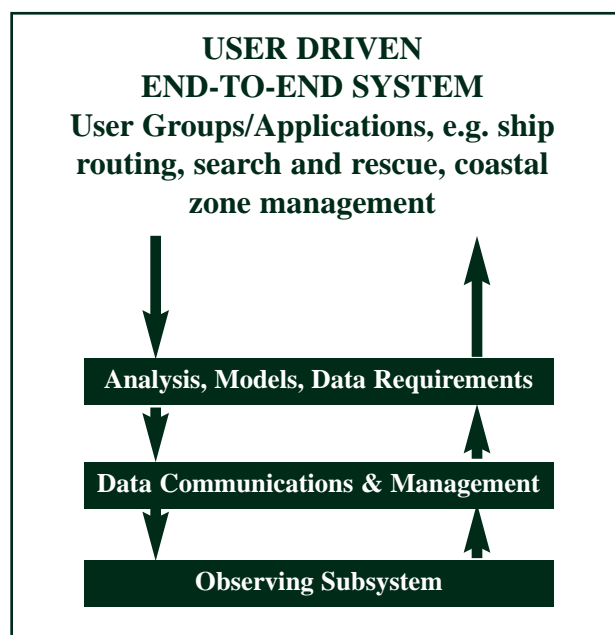 USER DRIVEN
END-TO-END SYSTEM
User Groups/Applications, e.g. ship
routing, search and rescue, coastal
zone management
Analysis, Models, Data Requirements
Data Communications & Management
Observing Subsystem